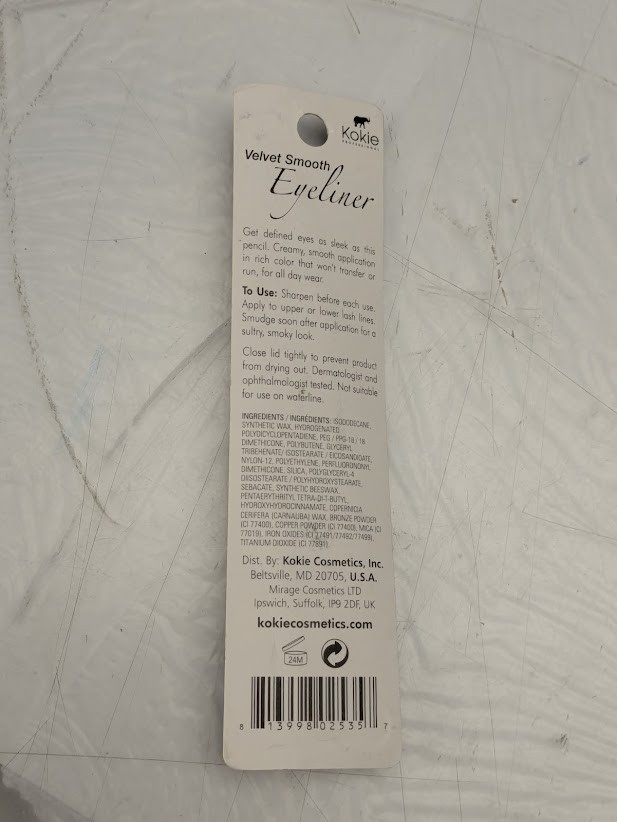 Kokie
PROFESSIONAL
Velvet Smooth
Eyeliner
Get defined eyes as sleek as this
pencil. Creamy, smooth application
in rich color that won't transfer or
run, for all day wear.
To Use: Sharpen before each use.
Apply to upper or lower lash lines.
Smudge soon after application for a
sultry, smoky look.
Close lid tightly to prevent product
from drying out. Dermatologist and
ophthalmologist tested. Not suitable
for use on waterline.
INGREDIENTS / INGRÉDIENTS: ISODODECANE,
SYNTHETIC WAX, HYDROGENATED
POLYDICYCLOPENTADIENE, PEG / PPG-18 / 18
DIMETHICONE, POLYBUTENE, GLYCERYL
TRIBEHENATE/ ISOSTEARATE / EICOSANDIOATE,
NYLON-12, POLYETHYLENE, PERFLUORONONYL
DIMETHICONE, SILICA, POLYGLYCERYL-4
DIISOSTEARATE / POLYHYDROXYSTEARATE,
SEBACATE, SYNTHETIC BEESWAX,
PENTAERYTHRITYL TETRA-DI-T-BUTYL
HYDROXYHYDROCINNAMATE, COPERNICIA
CERIFERA (CARNAUBA) WAX, BRONZE POWDER
(CI 77400), COPPER POWDER (CI 77400), MICA (CI
77019), IRON OXIDES (CI 77491/77492/77499),
TITANIUM DIOXIDE (CI 77891).
Dist. By: Kokie Cosmetics, Inc.
Beltsville, MD 20705, U.S.A.
Mirage Cosmetics LTD
Ipswich, Suffolk, IP9 2DF, UK
kokiecosmetics.com
24M
8 13998 02535 7